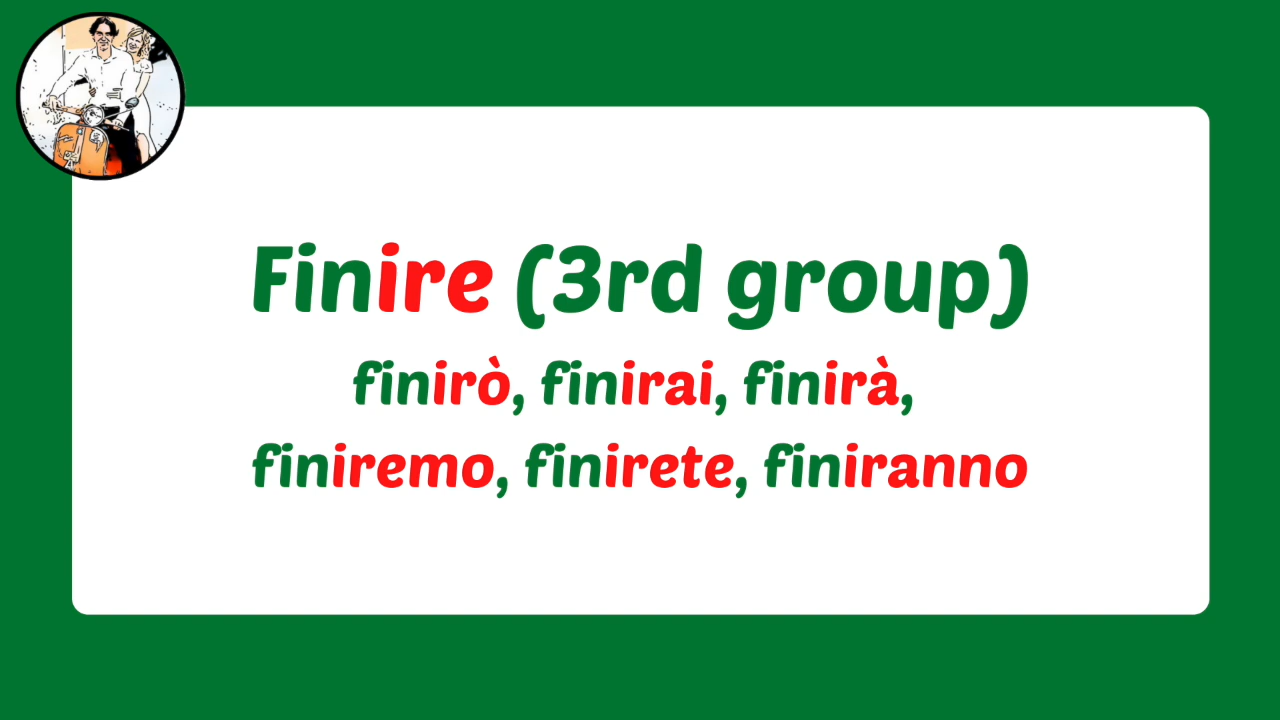 Finire (3rd group)
finirò, finirai, finirà,
finiremo, finirete, finiranno